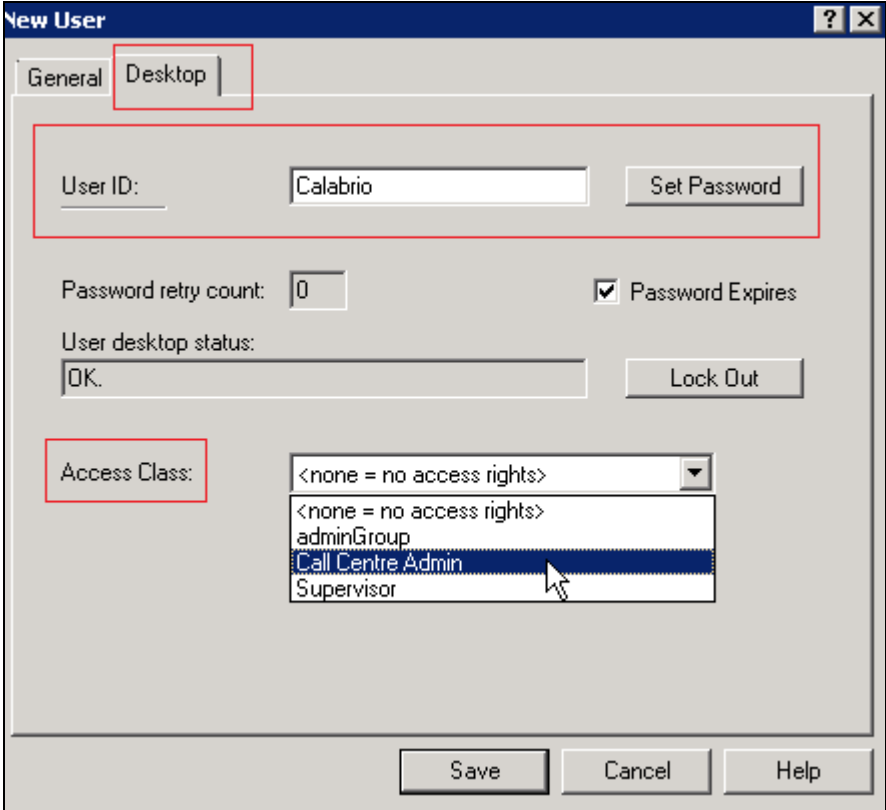 New User
General Desktop
User ID: Calabrio Set Password
Password retry count: 0 Password Expires
User desktop status:
OK. Lock Out
Access Class: <none = no access rights>
<none = no access rights>
adminGroup
Call Centre Admin
Supervisor
Save Cancel Help